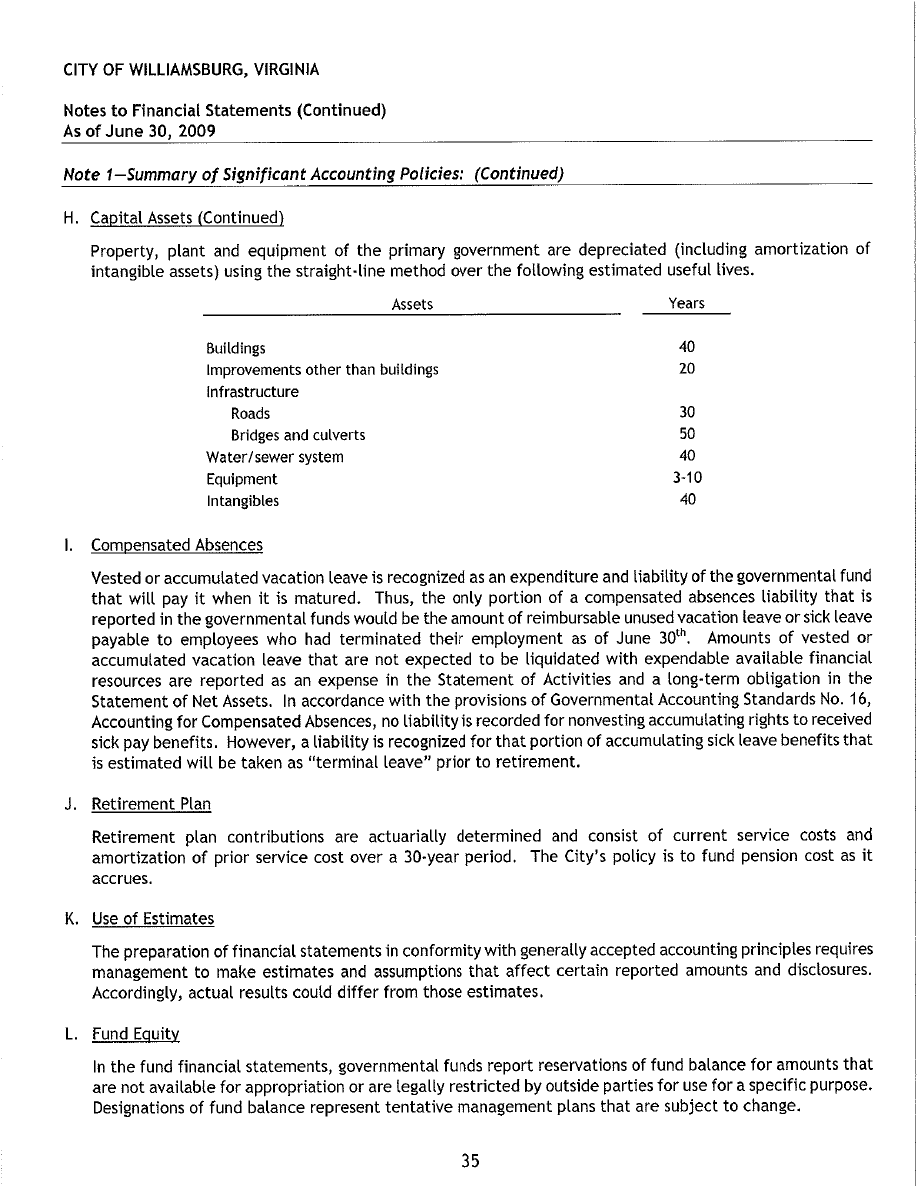 CITY OF WILLIAMSBURG, VIRGINIA
Notes to Financial Statements (Continued)
As of June 30, 2009
Note 1—Summary of Significant Accounting Policies: (Continued)
H. Capital Assets (Continued)
Property, plant and equipment of the primary government are depreciated (including amortization of
intangible assets) using the straight-line method over the following estimated useful lives.
Assets Years
Buildings 40
Improvements other than buildings 20
Infrastructure
Roads 30
Bridges and culverts 50
Water/sewer system 40
Equipment 3-10
Intangibles 40
I. Compensated Absences
Vested or accumulated vacation leave is recognized as an expenditure and liability of the governmental fund
that will pay it when it is matured. Thus, the only portion of a compensated absences liability that is
reported in the governmental funds would be the amount of reimbursable unused vacation leave or sick leave
payable to employees who had terminated their employment as of June 30th. Amounts of vested or
accumulated vacation leave that are not expected to be liquidated with expendable available financial
resources are reported as an expense in the Statement of Activities and a long-term obligation in the
Statement of Net Assets. In accordance with the provisions of Governmental Accounting Standards No. 16,
Accounting for Compensated Absences, no liability is recorded for nonvesting accumulating rights to received
sick pay benefits. However, a liability is recognized for that portion of accumulating sick leave benefits that
is estimated will be taken as "terminal leave" prior to retirement.
J. Retirement Plan
Retirement plan contributions are actuarially determined and consist of current service costs and
amortization of prior service cost over a 30-year period. The City's policy is to fund pension cost as it
accrues.
K. Use of Estimates
The preparation of financial statements in conformity with generally accepted accounting principles requires
management to make estimates and assumptions that affect certain reported amounts and disclosures.
Accordingly, actual results could differ from those estimates.
L. Fund Equity
In the fund financial statements, governmental funds report reservations of fund balance for amounts that
are not available for appropriation or are legally restricted by outside parties for use for a specific purpose.
Designations of fund balance represent tentative management plans that are subject to change.
35